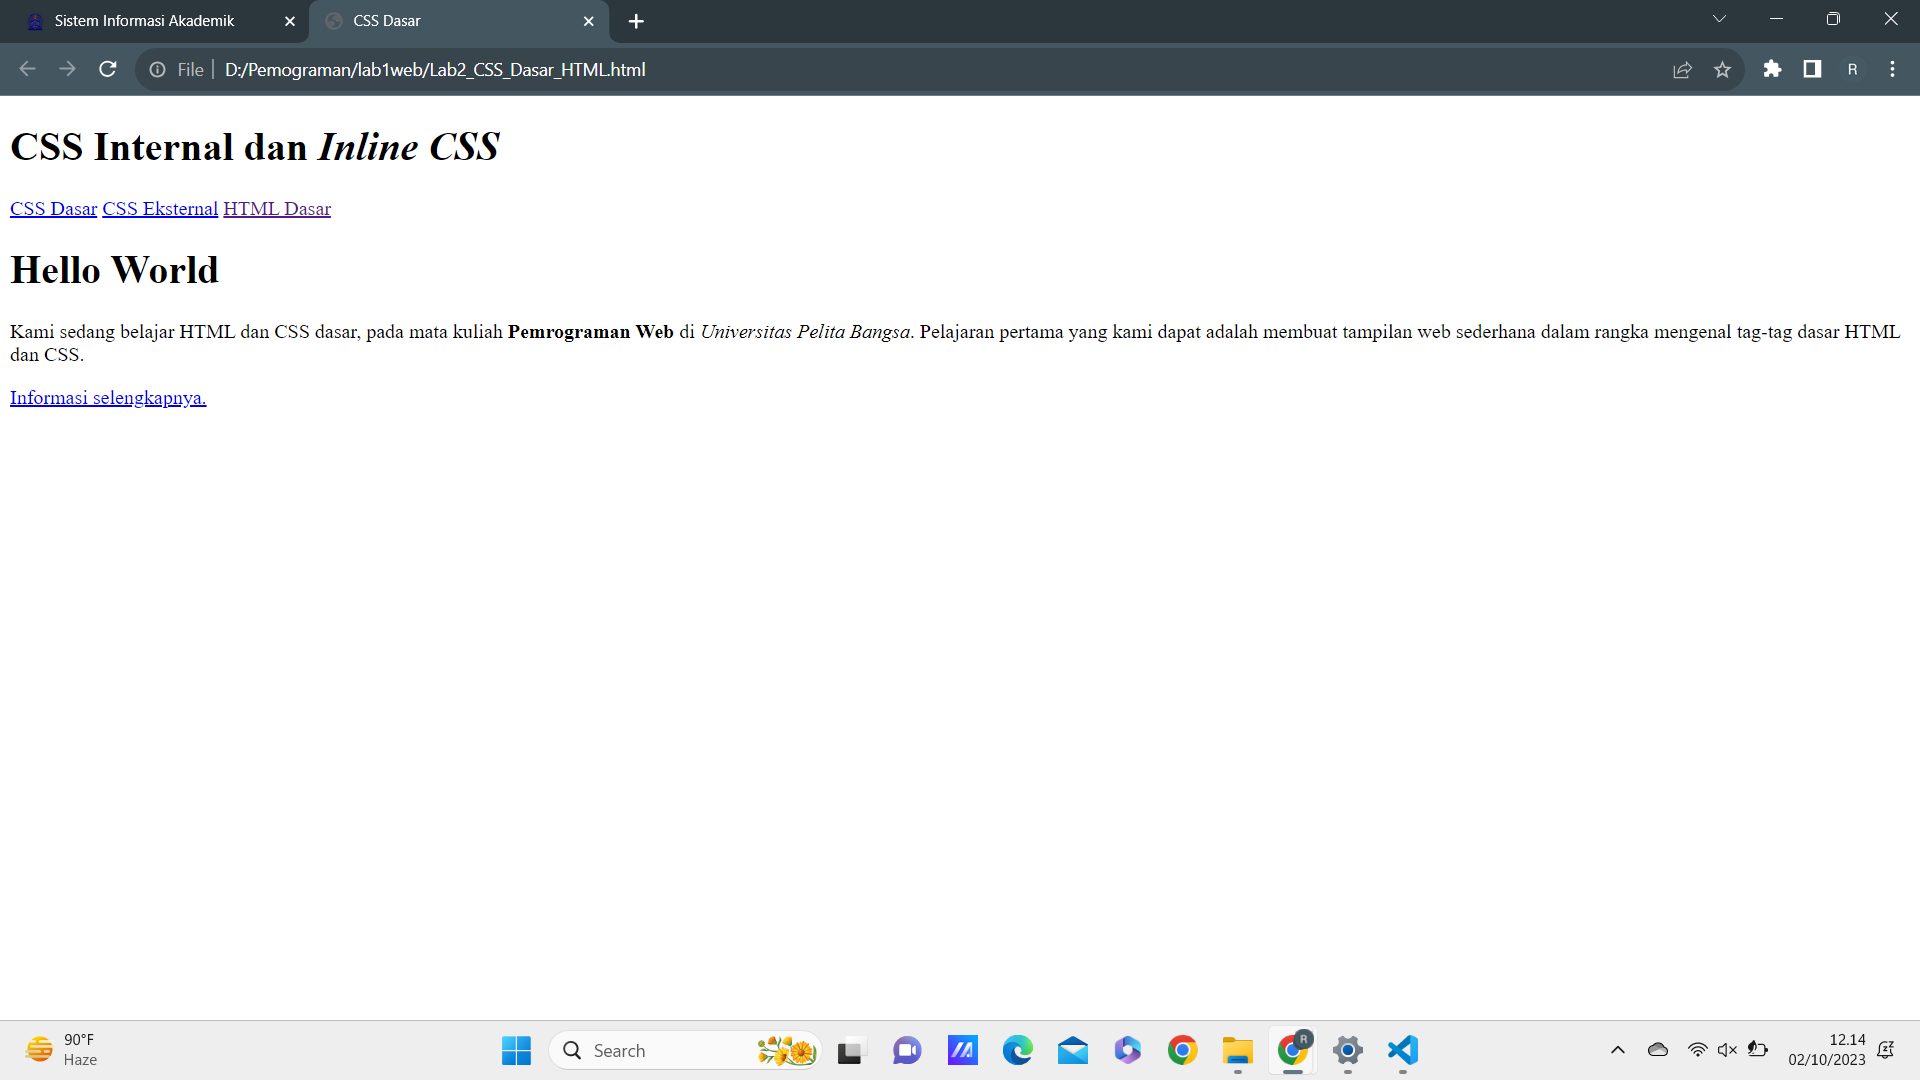 Sistem Informasi Akademik
CSS Dasar
File
D:/Pemograman/lab1web/Lab2_CSS_Dasar_HTML.html
R
CSS Internal dan Inline CSS
CSS Dasar CSS Eksternal HTML Dasar
Hello World
Kami sedang belajar HTML dan CSS dasar, pada mata kuliah Pemrograman Web di Universitas Pelita Bangsa. Pelajaran pertama yang kami dapat adalah membuat tampilan web sederhana dalam rangka mengenal tag-tag dasar HTML
dan CSS.
Informasi selengkapnya.
90°F
Haze
Search
R
12.14
02/10/2023